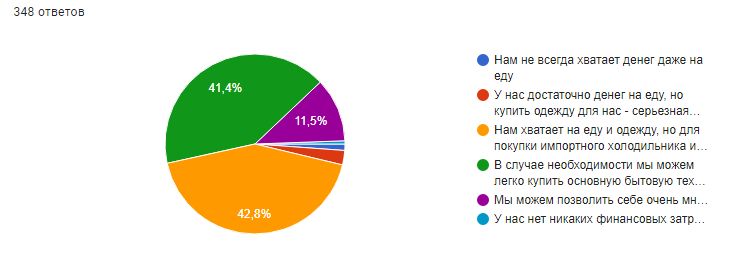 348 ответов
41,4%
11,5%
42,8%
Нам не всегда хватает денег даже на
еду
У нас достаточно денег на еду, но
купить одежду для нас - серьезная…
Нам хватает на еду и одежду, но для
покупки импортного холодильника и…
В случае необходимости мы можем
легко купить основную бытовую тех…
Мы можем позволить себе очень мн…
У нас нет никаких финансовых затр…